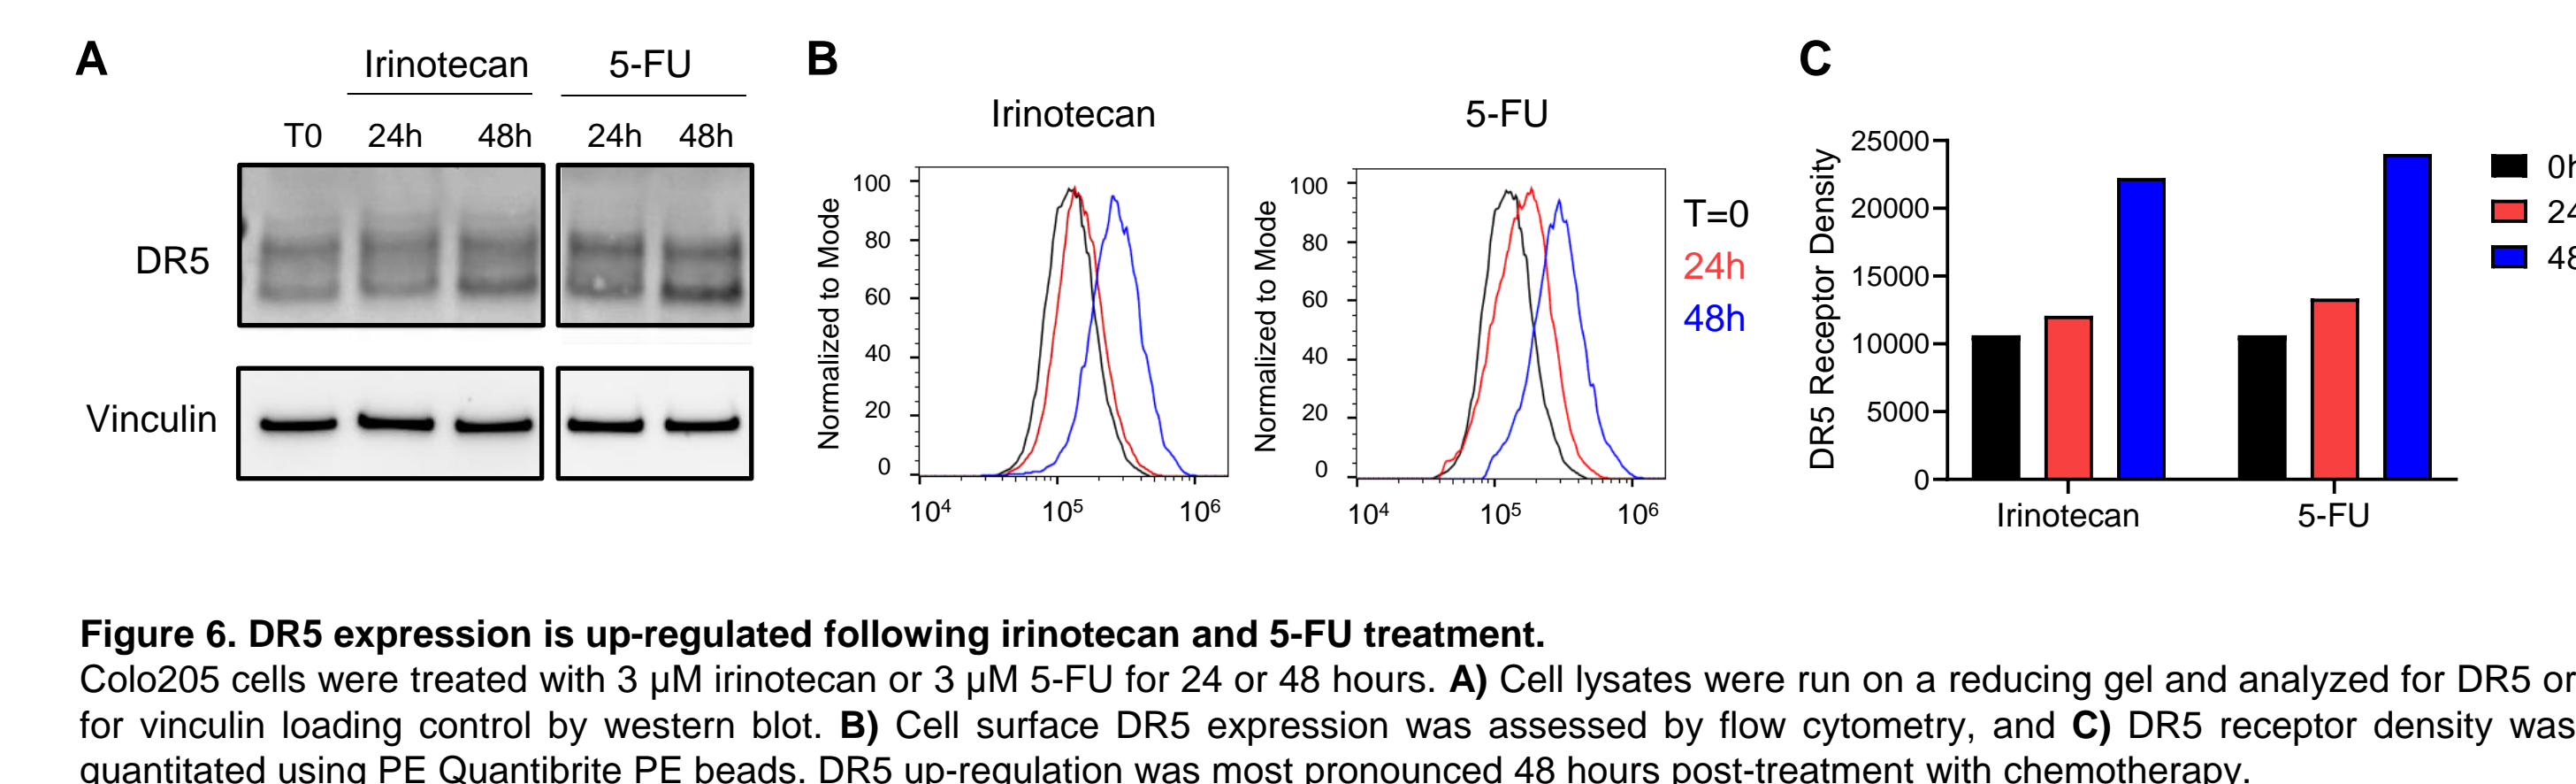 A
Irinotecan
5-FU
T0
24h
48h
24h
48h
DR5
Vinculin
B
Irinotecan
Normalized to Mode
100
80
60
40
20
0
10⁴
10⁵
10⁶
5-FU
Normalized to Mode
100
80
60
40
20
0
10⁴
10⁵
10⁶
T=0
24h
48h
C
DR5 Receptor Density
25000
20000
15000
10000
5000
0
Irinotecan
5-FU
0h
24
48
Figure 6. DR5 expression is up-regulated following irinotecan and 5-FU treatment.
Colo205 cells were treated with 3 µM irinotecan or 3 µM 5-FU for 24 or 48 hours. A) Cell lysates were run on a reducing gel and analyzed for DR5 or
for vinculin loading control by western blot. B) Cell surface DR5 expression was assessed by flow cytometry, and C) DR5 receptor density was
quantitated using PE Quantibrite PE beads. DR5 up-regulation was most pronounced 48 hours post-treatment with chemotherapy.